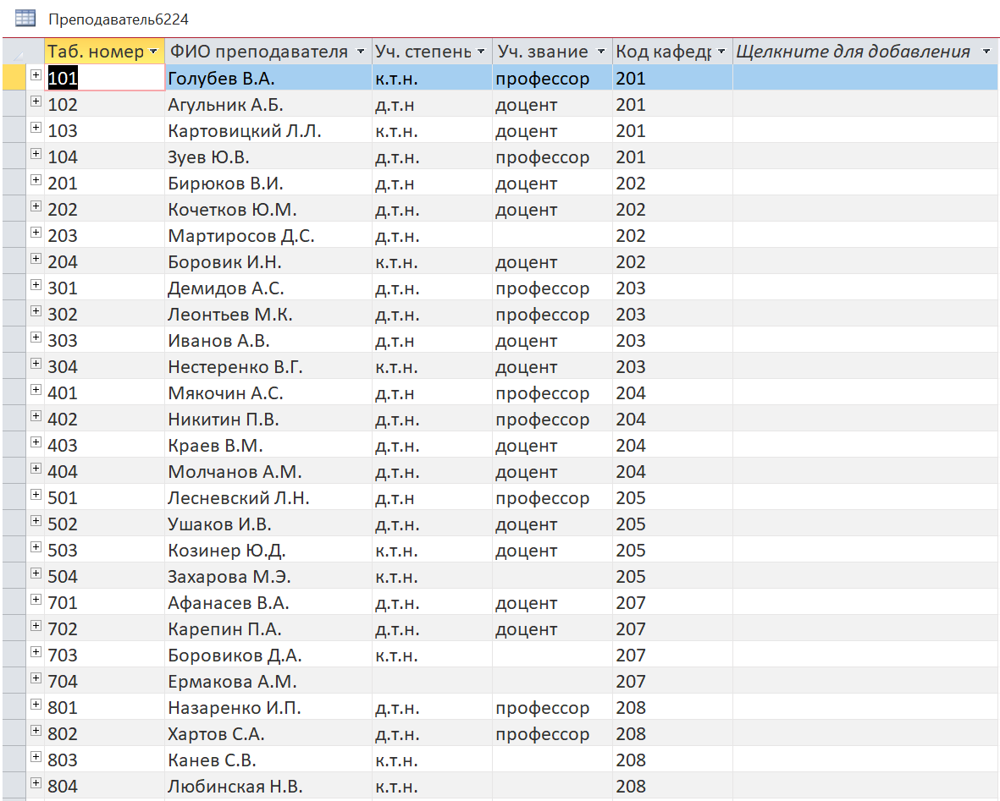 Преподаватель6224
Таб. номер ФИО преподавателя Уч. степень Уч. звание Код кафедр Щелкните для добавления
101 Голубев В.А. к.т.н. профессор 201
102 Агульник А.Б. д.т.н доцент 201
103 Картовицкий Л.Л. к.т.н. доцент 201
104 Зуев Ю.В. д.т.н. профессор 201
201 Бирюков В.И. д.т.н доцент 202
202 Кочетков Ю.М. д.т.н. доцент 202
203 Мартиросов Д.С. д.т.н. 202
204 Боровик И.Н. к.т.н. доцент 202
301 Демидов А.С. д.т.н. профессор 203
302 Леонтьев М.К. д.т.н. профессор 203
303 Иванов А.В. д.т.н доцент 203
304 Нестеренко В.Г. к.т.н. доцент 203
401 Мякочин А.С. д.т.н профессор 204
402 Никитин П.В. д.т.н. профессор 204
403 Краев В.М. д.т.н. доцент 204
404 Молчанов А.М. д.т.н. доцент 204
501 Лесневский Л.Н. д.т.н профессор 205
502 Ушаков И.В. д.т.н. доцент 205
503 Козинер Ю.Д. к.т.н. доцент 205
504 Захарова М.Э. к.т.н. 205
701 Афанасев В.А. д.т.н. доцент 207
702 Карепин П.А. д.т.н. доцент 207
703 Боровиков Д.А. к.т.н. 207
704 Ермакова А.М. 207
801 Назаренко И.П. д.т.н. профессор 208
802 Хартов С.А. д.т.н. профессор 208
803 Канев С.В. к.т.н. 208
804 Любинская Н.В. к.т.н. 208